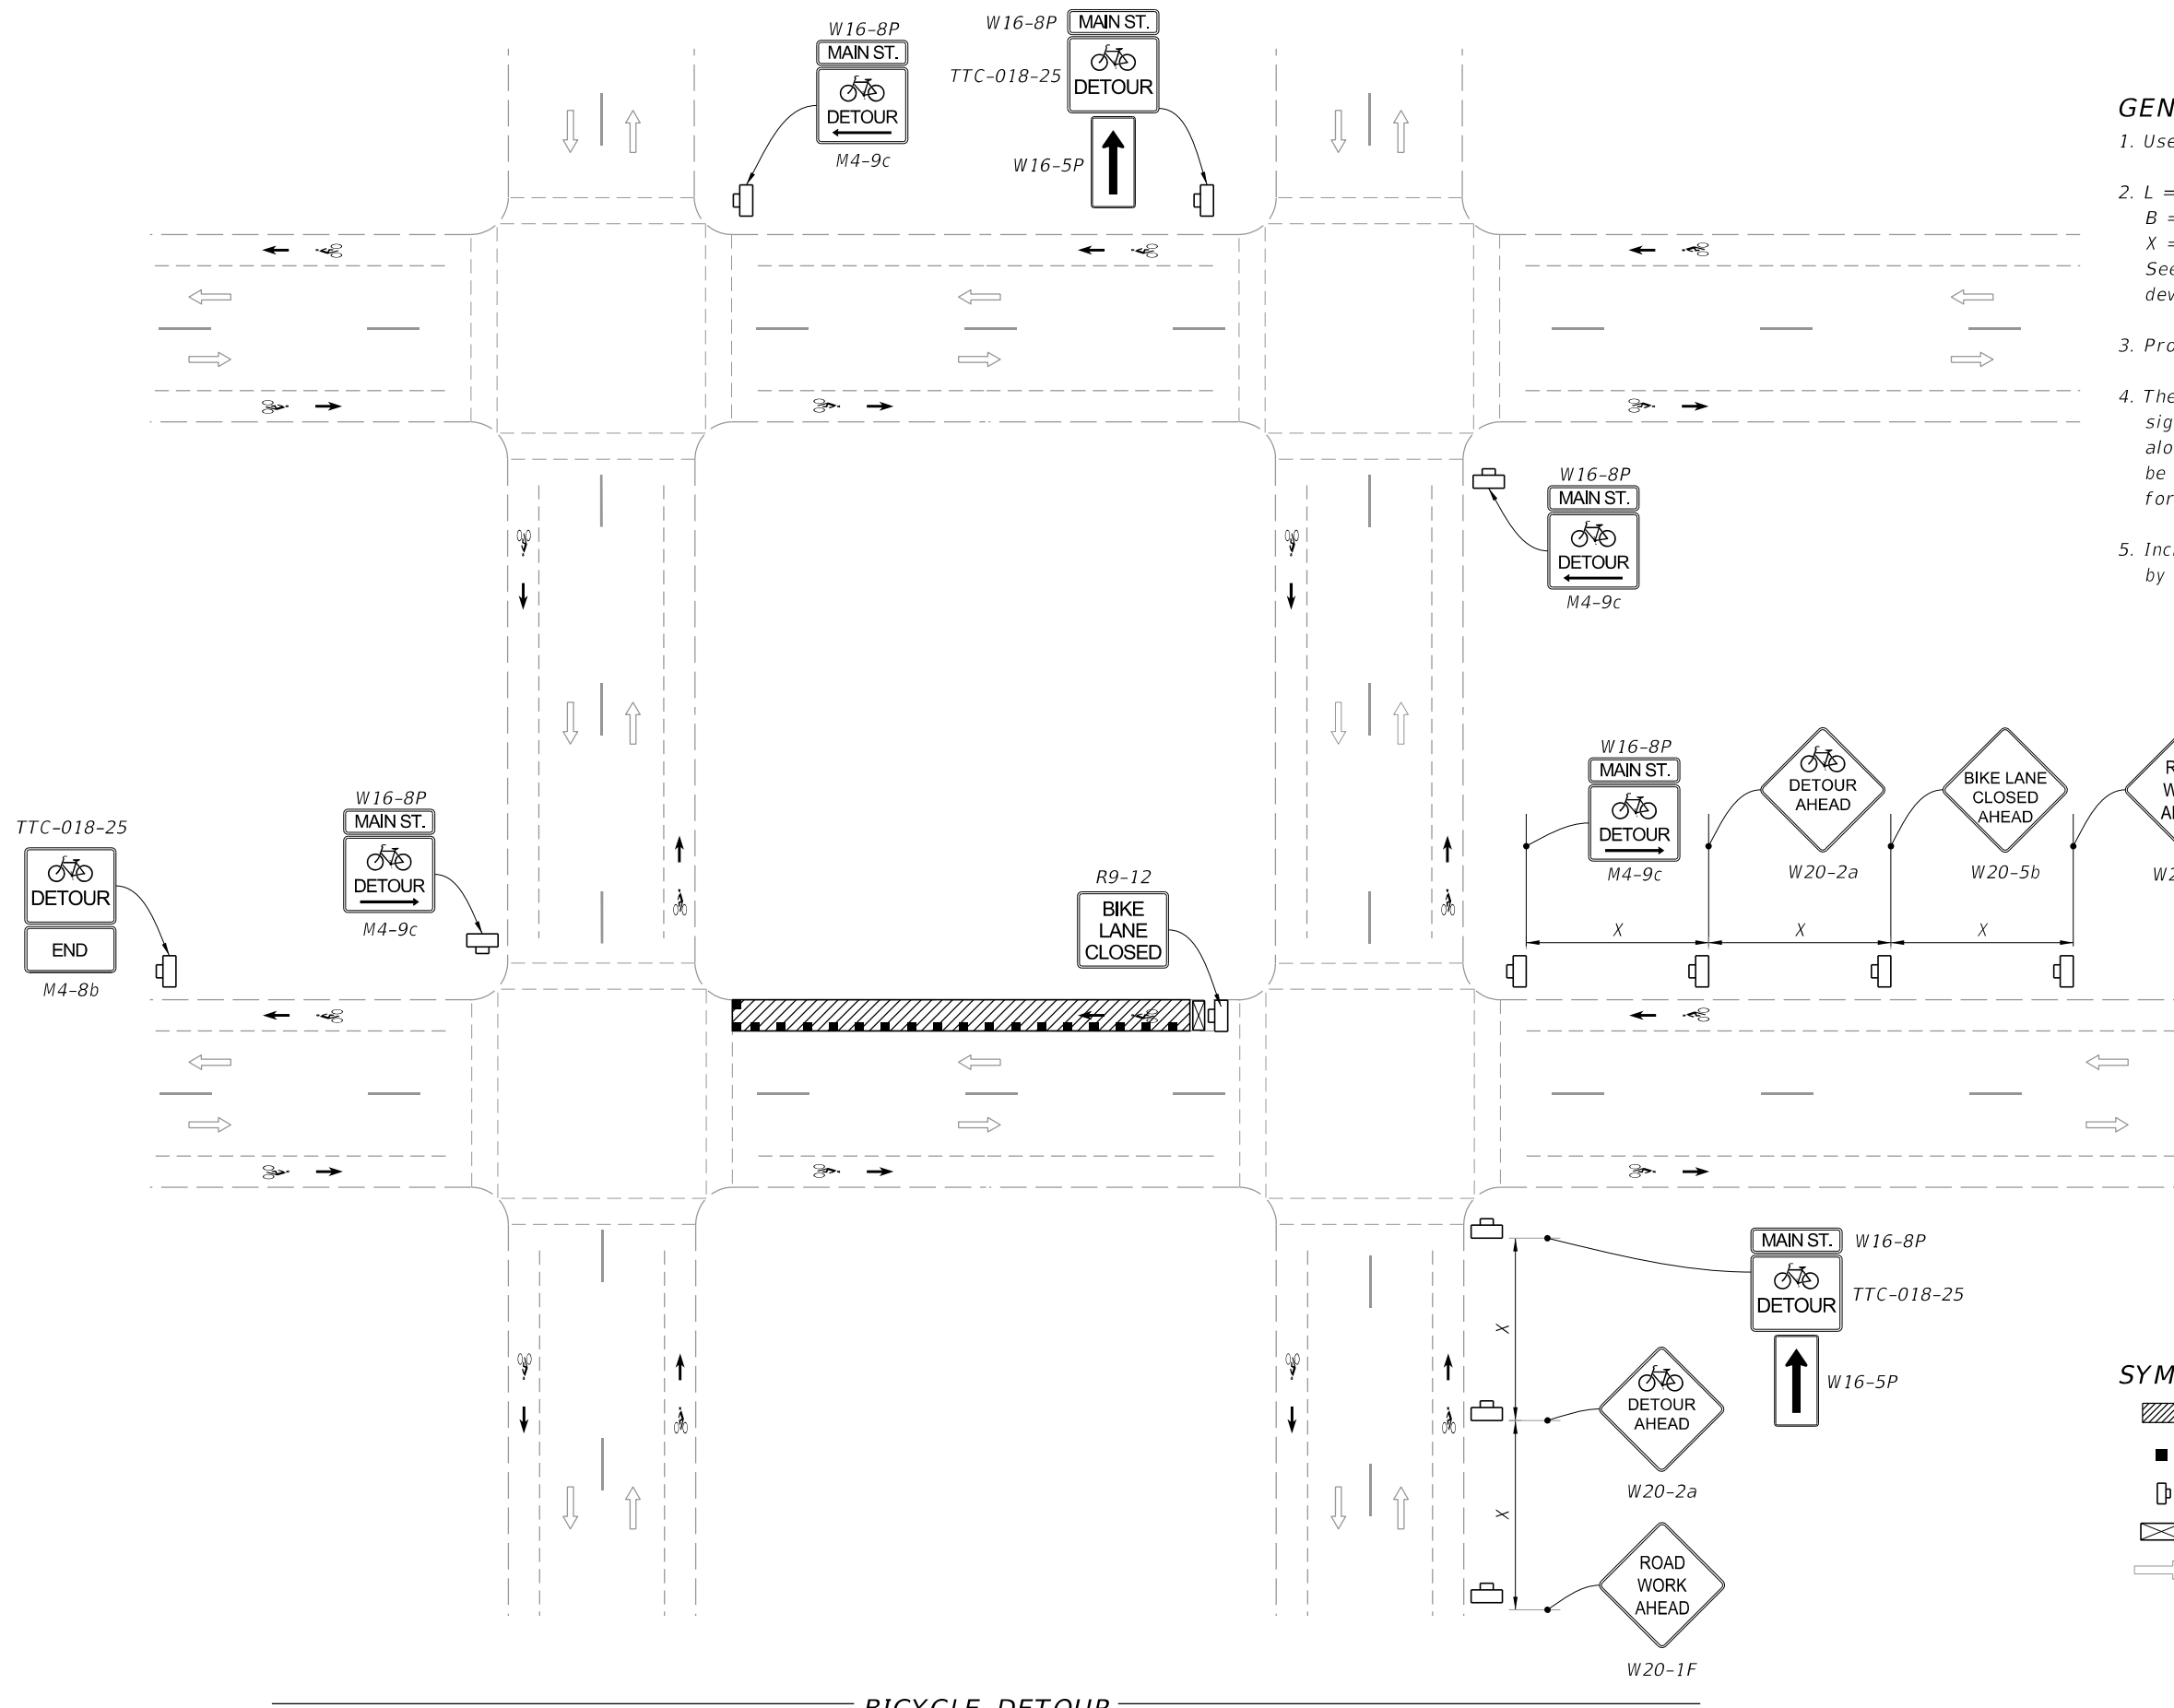 W16-8P
MAIN ST.
DETOUR
M4-9c
W16-8P
MAIN ST.
TTC-018-25
DETOUR
W16-5P
GEN
1. Use
2. L =
B =
X =
See
dev
3. Pro
4. The
sig
alo
be
for
5. Inc
by
W16-8P
MAIN ST.
DETOUR
M4-9c
W16-8P
MAIN ST.
DETOUR
M4-9c
DETOUR
AHEAD
W20-2a
BIKE LANE
CLOSED
AHEAD
W20-5b
R
W
A
W2
X
X
X
TTC-018-25
DETOUR
END
M4-8b
W16-8P
MAIN ST.
DETOUR
M4-9c
R9-12
BIKE
LANE
CLOSED
MAIN ST.
W16-8P
DETOUR
TTC-018-25
W16-5P
X
DETOUR
AHEAD
W20-2a
X
ROAD
WORK
AHEAD
W20-1F
SYM
BICYCLE DETOUR